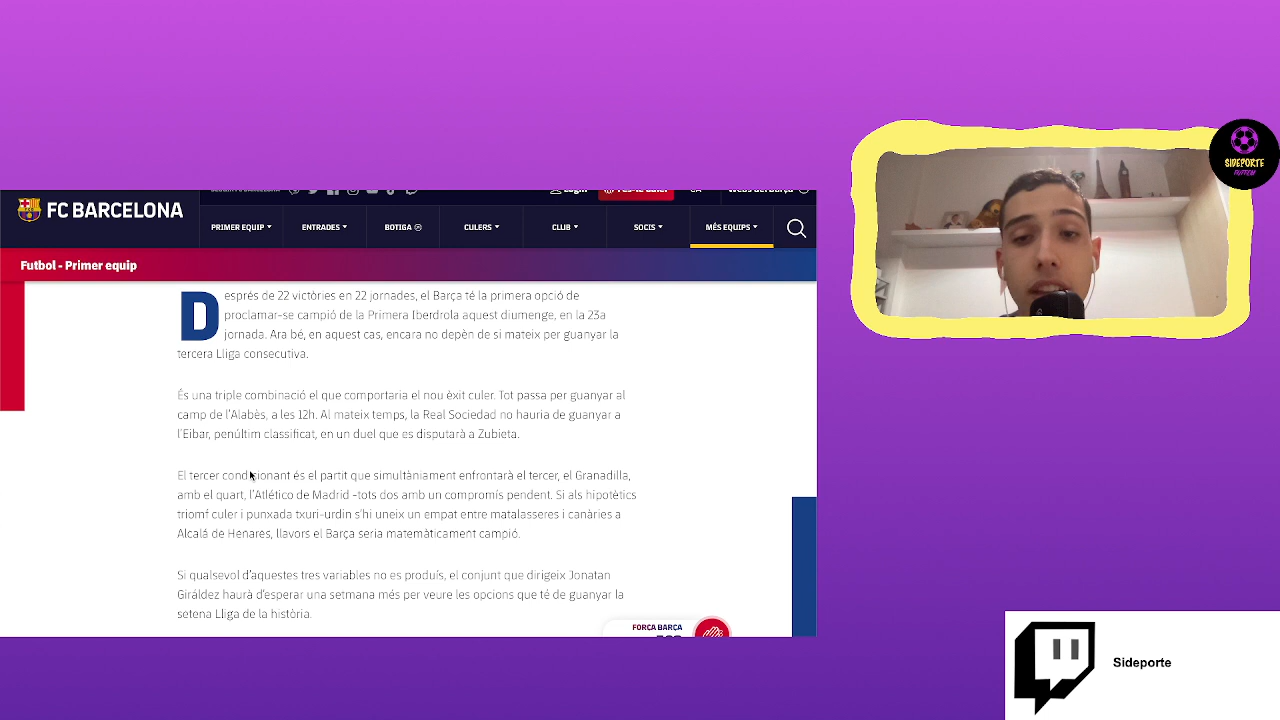 FC BARCELONA
Login
PRIMER EQUIP
ENTRADES
BOTIGA
CULERS
CLUB
SOCIS
MÉS EQUIPS
Futbol - Primer equip
Després de 22 victòries en 22 jornades, el Barça té la primera opció de
proclamar-se campió de la Primera Iberdrola aquest diumenge, en la 23a
jornada. Ara bé, en aquest cas, encara no depèn de si mateix per guanyar la
tercera Lliga consecutiva.
És una triple combinació el que comportaria el nou èxit culer. Tot passa per guanyar al
camp de l'Alabès, a les 12h. Al mateix temps, la Real Sociedad no hauria de guanyar a
l'Eibar, penúltim classificat, en un duel que es disputarà a Zubieta.
El tercer condicionant és el partit que simultàniament enfrontarà el tercer, el Granadilla,
amb el quart, l'Atlético de Madrid -tots dos amb un compromís pendent. Si als hipotètics
triomf culer i punxada txuri-urdin s'hi uneix un empat entre matalasseres i canàries a
Alcalá de Henares, llavors el Barça seria matemàticament campió.
Si qualsevol d'aquestes tres variables no es produís, el conjunt que dirigeix Jonatan
Giráldez haurà d'esperar una setmana més per veure les opcions que té de guanyar la
setena Lliga de la història.
FORÇA BARÇA
SIDEPORTE
Sideporte